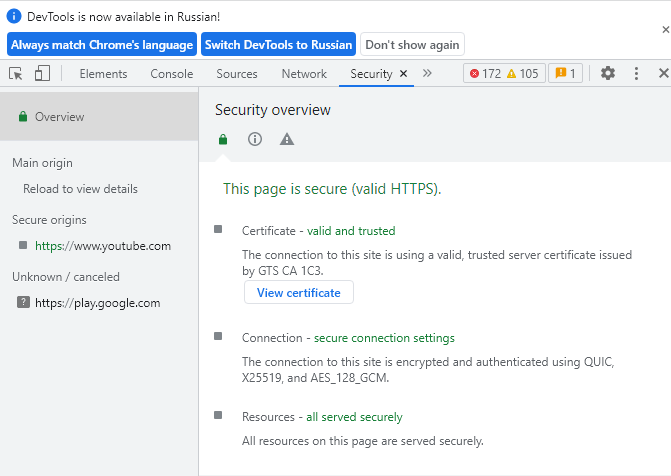 DevTools is now available in Russian!
Always match Chrome's language Switch DevTools to Russian Don't show again
Elements Console Sources Network Security × » 172 105 1
Overview
Main origin
Reload to view details
Secure origins
https://www.youtube.com
Unknown / canceled
https://play.google.com
Security overview
This page is secure (valid HTTPS).
Certificate - valid and trusted
The connection to this site is using a valid, trusted server certificate issued
by GTS CA 1C3.
View certificate
Connection - secure connection settings
The connection to this site is encrypted and authenticated using QUIC,
X25519, and AES_128_GCM.
Resources - all served securely
All resources on this page are served securely.